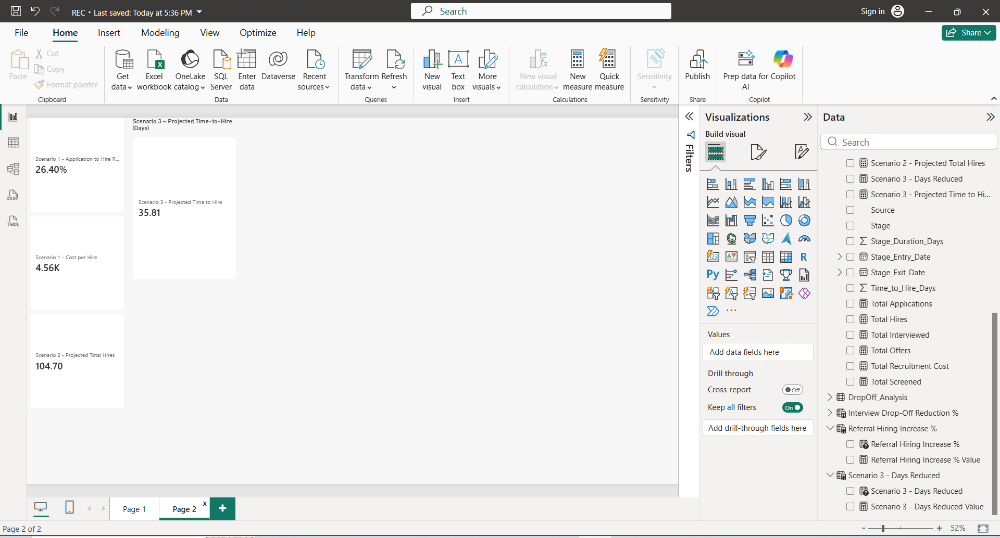 REC • Last saved: Today at 5:36 PM
Search
Sign in
File
Home
Insert
Modeling
View
Optimize
Help
Share
Paste
Cut
Copy
Format painter
Clipboard
Get data
Excel workbook
OneLake catalog
SQL Server
Enter data
Dataverse
Recent sources
Data
Transform data
Refresh
Queries
New visual
A
Text box
More visuals
Insert
New visual calculation
New measure
Quick measure
Calculations
Sensitivity
Sensitivity
Publish
Share
Prep data for AI
Copilot
Copilot
DAX
TMDL
Scenario 1 - Application to Hire R...
26.40%
Scenario 1 - Cost per Hire
4.56K
Scenario 2 - Projected Total Hires
104.70
Scenario 3 – Projected Time-to-Hire
(Days)
Scenario 3 - Projected Time to Hire
35.81
Filters
Visualizations
Build visual
123
R
Py
...
Values
Add data fields here
Drill through
Cross-report
Off
Keep all filters
On
Add drill-through fields here
Data
Search
Scenario 2 - Projected Total Hires
Scenario 3 - Days Reduced
Scenario 3 - Projected Time to Hi...
Source
Stage
Stage_Duration_Days
Stage_Entry_Date
Stage_Exit_Date
Time_to_Hire_Days
Total Applications
Total Hires
Total Interviewed
Total Offers
Total Recruitment Cost
Total Screened
DropOff_Analysis
Interview Drop-Off Reduction %
Referral Hiring Increase %
Referral Hiring Increase %
Referral Hiring Increase % Value
Scenario 3 - Days Reduced
Scenario 3 - Days Reduced
Scenario 3 - Days Reduced Value
Page 1
Page 2
x
+
Page 2 of 2
- + 52%